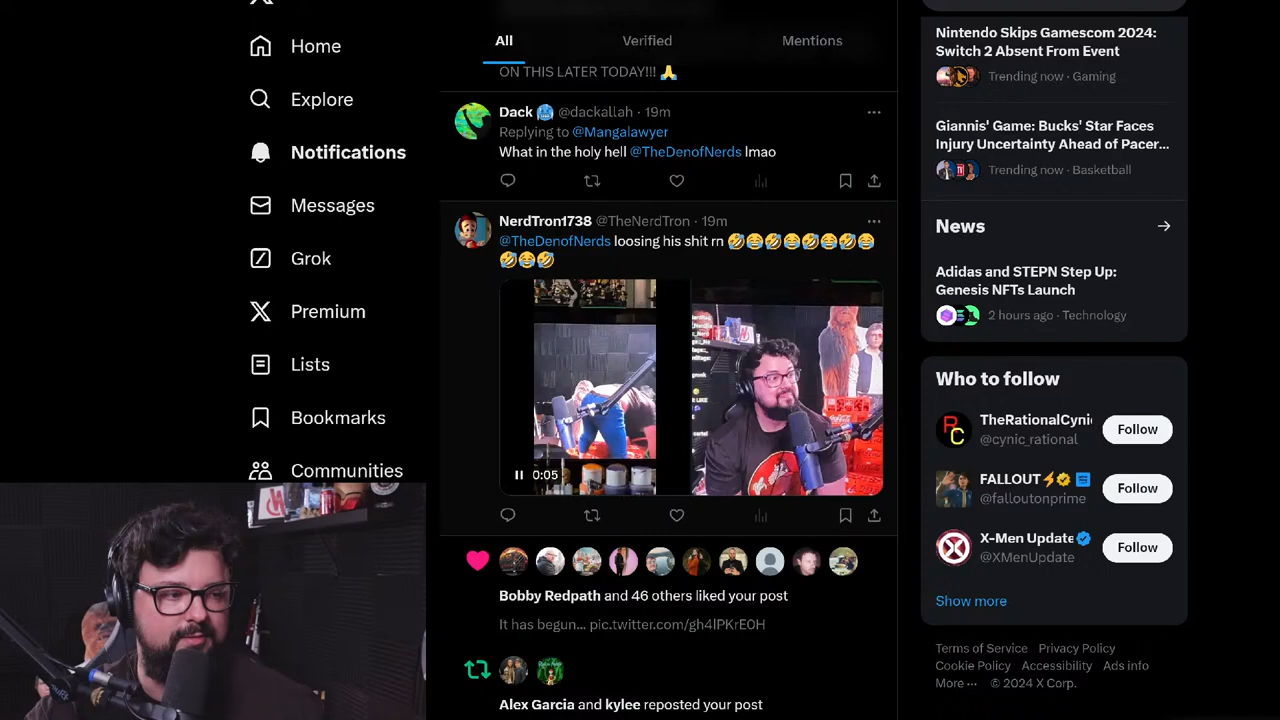 Home
Explore
Notifications
Messages
Grok
Premium
Lists
Bookmarks
Communities
All
Verified
Mentions
ON THIS LATER TODAY!!! 🙏
Dack 🥶 @dackallah · 19m
Replying to @Mangalawyer
What in the holy hell @TheDenofNerds lmao
NerdTron1738 @TheNerdTron · 19m
@TheDenofNerds loosing his shit rn 🤣😂🤣😂🤣😂🤣😂
🤣😂🤣
0:05
Bobby Redpath and 46 others liked your post
It has begun... pic.twitter.com/gh4lPKrE0H
Alex Garcia and kylee reposted your post
Nintendo Skips Gamescom 2024:
Switch 2 Absent From Event
Trending now · Gaming
Giannis' Game: Bucks' Star Faces
Injury Uncertainty Ahead of Pacer...
Trending now · Basketball
News
Adidas and STEPN Step Up:
Genesis NFTs Launch
2 hours ago · Technology
Who to follow
TheRationalCynic
@cynic_rational
Follow
FALLOUT⚡
@falloutonprime
Follow
X-Men Update
@XMenUpdate
Follow
Show more
Terms of Service Privacy Policy
Cookie Policy Accessibility Ads info
More ··· © 2024 X Corp.